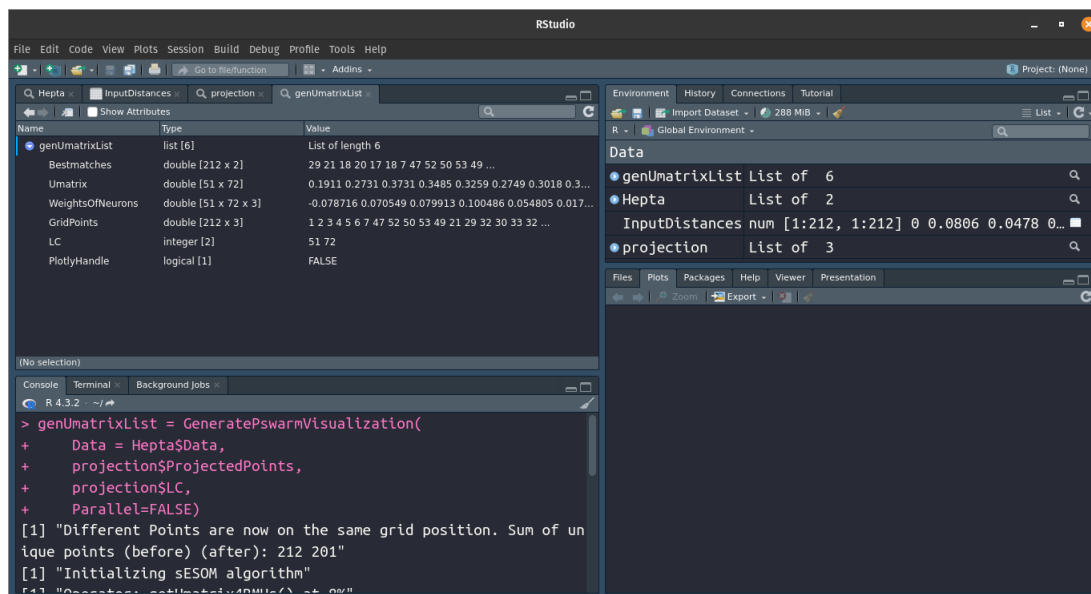 RStudio
File Edit Code View Plots Session Build Debug Profile Tools Help
Go to file/function Addins Project: (None)
Hepta InputDistances projection genUmatrixList
Show Attributes
Name Type Value
genUmatrixList list [6] List of length 6
Bestmatches double [212 x 2] 29 21 18 20 17 18 7 47 52 50 53 49 ...
Umatrix double [51 x 72] 0.1911 0.2731 0.3731 0.3485 0.3259 0.2749 0.3018 0.3...
WeightsOfNeurons double [51 x 72 x 3] -0.078716 0.070549 0.079913 0.100486 0.054805 0.017...
GridPoints double [212 x 3] 1 2 3 4 5 6 7 47 52 50 53 49 21 29 32 30 33 32 ...
LC integer [2] 51 72
PlotlyHandle logical [1] FALSE
(No selection)
Console Terminal Background Jobs
R 4.3.2 · ~/
> genUmatrixList = GeneratePswarmVisualization(
+ Data = Hepta$Data,
+ projection$ProjectedPoints,
+ projection$LC,
+ Parallel=FALSE)
[1] "Different Points are now on the same grid position. Sum of un
ique points (before) (after): 212 201"
[1] "Initializing sESOM algorithm"
[1] "Operator: getUmatrix4BMUs() at 8%"
Environment History Connections Tutorial
Import Dataset 288 MiB List
R Global Environment
Data
genUmatrixList List of 6
Hepta List of 2
InputDistances num [1:212, 1:212] 0 0.0806 0.0478 0…
projection List of 3
Files Plots Packages Help Viewer Presentation
Zoom Export